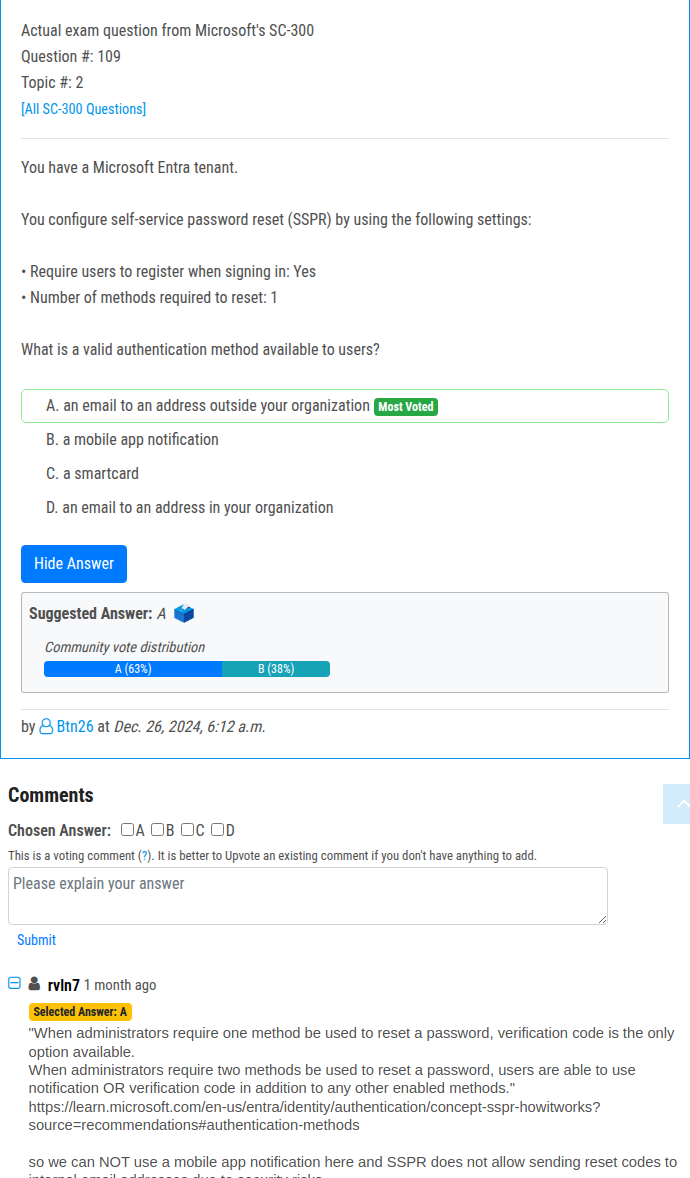 Actual exam question from Microsoft's SC-300
Question #: 109
Topic #: 2
[All SC-300 Questions]
You have a Microsoft Entra tenant.
You configure self-service password reset (SSPR) by using the following settings:
• Require users to register when signing in: Yes
• Number of methods required to reset: 1
What is a valid authentication method available to users?
A. an email to an address outside your organization Most Voted
B. a mobile app notification
C. a smartcard
D. an email to an address in your organization
Hide Answer
Suggested Answer: A
Community vote distribution
A (63%) B (38%)
by Btn26 at Dec. 26, 2024, 6:12 a.m.
Comments
Chosen Answer: A B C D
This is a voting comment (?). It is better to Upvote an existing comment if you don't have anything to add.
Please explain your answer
Submit
rvln7 1 month ago
Selected Answer: A
"When administrators require one method be used to reset a password, verification code is the only
option available.
When administrators require two methods be used to reset a password, users are able to use
notification OR verification code in addition to any other enabled methods."
https://learn.microsoft.com/en-us/entra/identity/authentication/concept-sspr-howitworks?
source=recommendations#authentication-methods
so we can NOT use a mobile app notification here and SSPR does not allow sending reset codes to
internal email addresses due to security risks